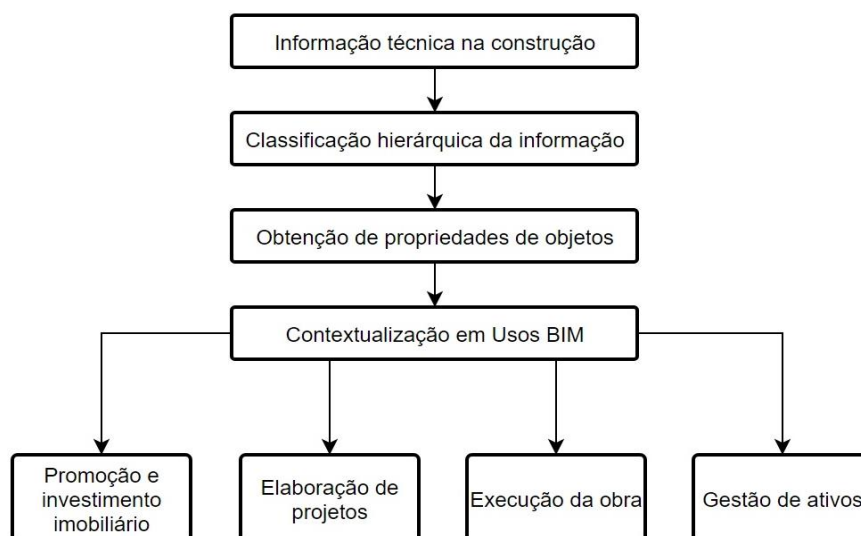 Informação técnica na construção
Classificação hierárquica da informação
Obtenção de propriedades de objetos
Contextualização em Usos BIM
Promoção e
investimento
imobiliário
Elaboração de
projetos
Execução da obra
Gestão de ativos